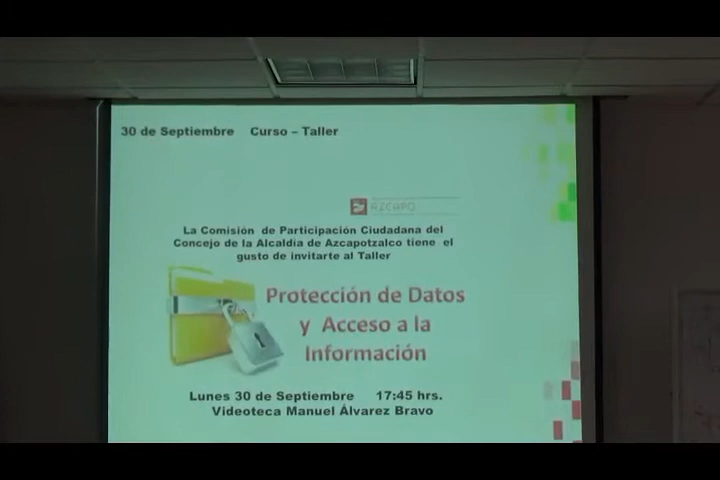 30 de Septiembre Curso – Taller
AZCAPO
La Comisión de Participación Ciudadana del
Concejo de la Alcaldía de Azcapotzalco tiene el
gusto de invitarte al Taller
Protección de Datos
y Acceso a la
Información
Lunes 30 de Septiembre 17:45 hrs.
Videoteca Manuel Álvarez Bravo